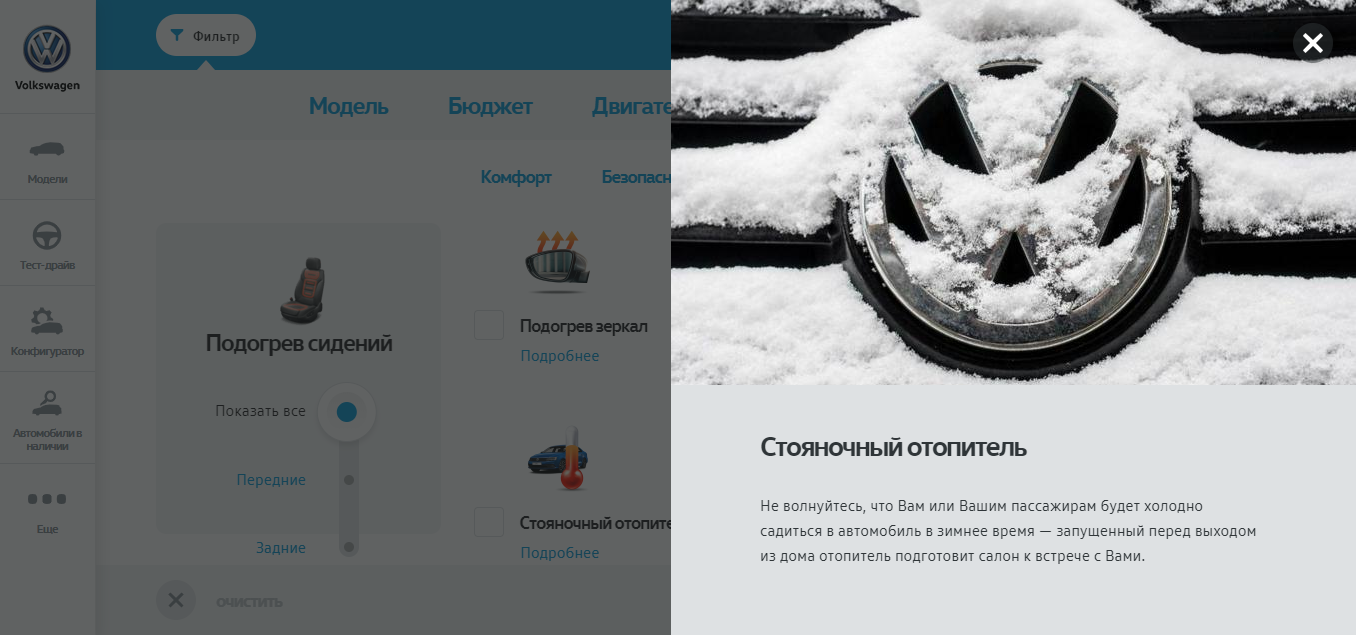 Volkswagen
Модели
Тест-драйв
Конфигуратор
Автомобили в
наличии
Еще
Фильтр
Модель Бюджет Двигате
Комфорт Безопасн
Подогрев сидений
Показать все
Передние
Задние
Подогрев зеркал
Подробнее
Стояночный отопите
Подробнее
ОЧИСТИТЬ
Стояночный отопитель
Не волнуйтесь, что Вам или Вашим пассажирам будет холодно
садиться в автомобиль в зимнее время — запущенный перед выходом
из дома отопитель подготовит салон к встрече с Вами.